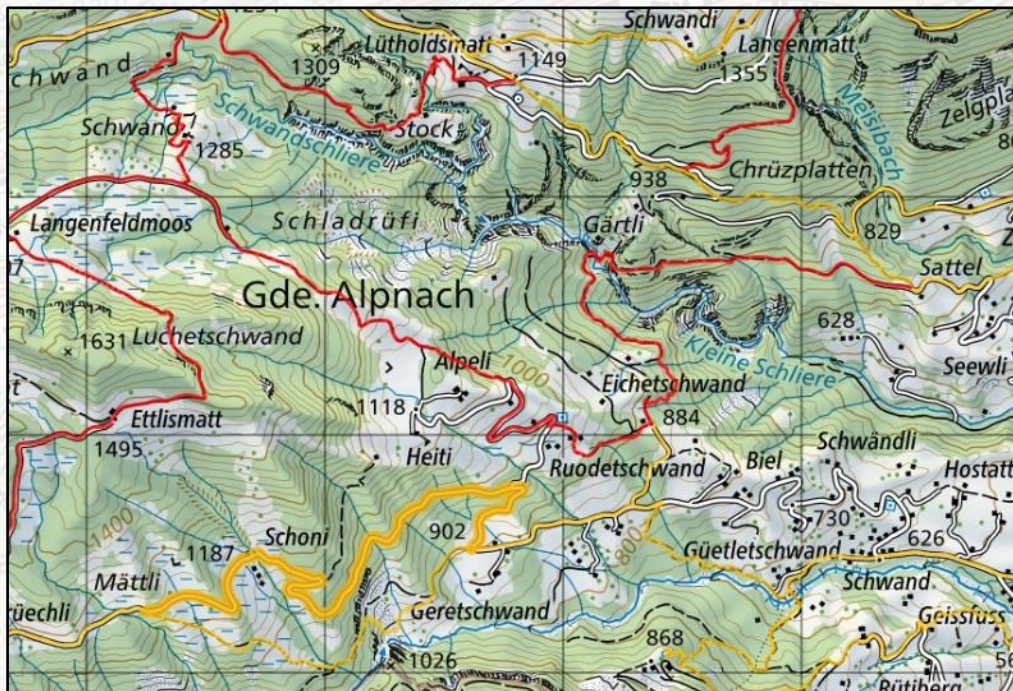 Schwandi
Lütholdsmatt
1149
Langenmatt
1309
1355
chwand
Schwandschliere
Meisibach
Zelgpla
Schwand
Stock
1285
Chrüzplatten
938
Langenfeldmoos
Schladrüfi
Gärtli
829
Sattel
Gde. Alpnach
628
1631
Luchetschwand
Kleine Schliere
Seewli
Alpeli
1000
Eichetschwand
1118
884
Ettlismatt
1495
Heiti
Ruodetschwand
Biel
Schwändli
Hostatt
1400
902
730
626
Schoni
1187
Güetletschwand
800
Mättli
Schwand
rüechli
Geretschwand
Geissfuss
868
1026